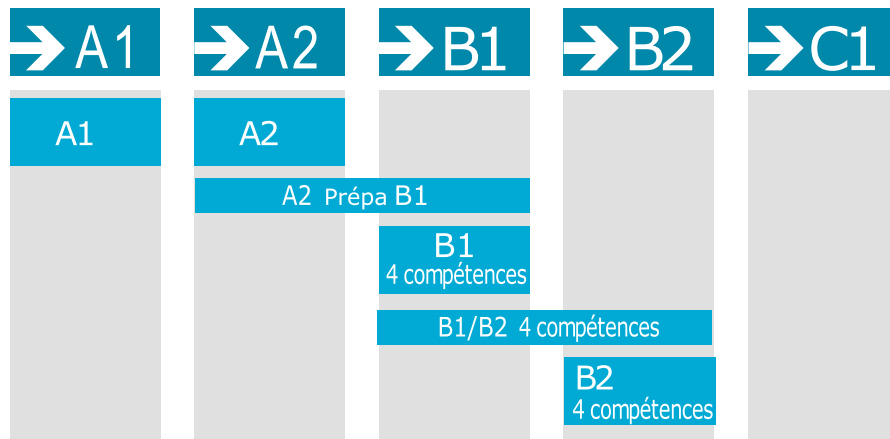 A1
A2
B1
B2
C1
A1
A2
A2 Prépa B1
B1
4 compétences
B1/B2 4 compétences
B2
4 compétences